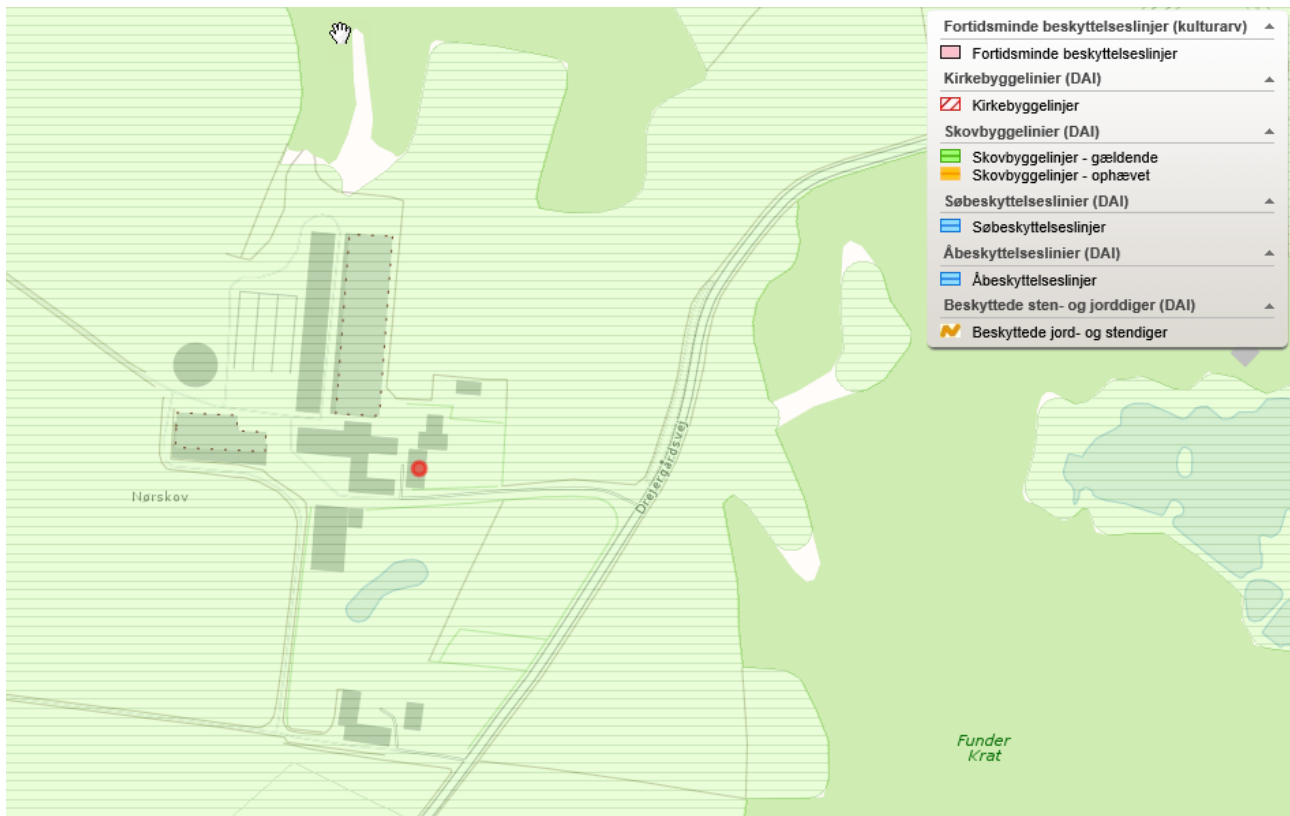 Fortidsminde beskyttelseslinjer (kulturarv)
Fortidsminde beskyttelseslinjer
Kirkebyggelinier (DAI)
Kirkebyggelinjer
Skovbyggelinier (DAI)
Skovbyggelinjer - gældende
Skovbyggelinjer - ophævet
Søbeskyttelseslinier (DAI)
Søbeskyttelseslinjer
Åbeskyttelseslinier (DAI)
Åbeskyttelseslinjer
Beskyttede sten- og jorddiger (DAI)
Beskyttede jord- og stendiger
Drejergårdsvej
Nørskov
Funder
Krat